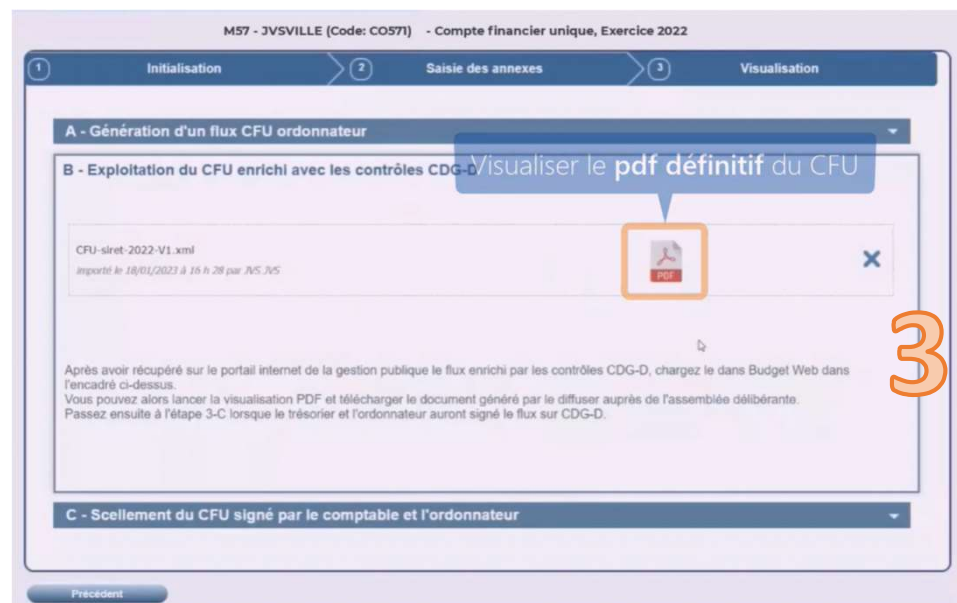 M57 - JVSVILLE (Code: CO571) - Compte financier unique, Exercice 2022
1 Initialisation 2 Saisie des annexes 3 Visualisation
A - Génération d'un flux CFU ordonnateur
B - Exploitation du CFU enrichi avec les contrôles CDG-D
Visualiser le pdf définitif du CFU
CFU-siret-2022-V1.xml
importé le 18/01/2023 à 16 h 28 par JVS JVS
PDF
3
Après avoir récupéré sur le portail internet de la gestion publique le flux enrichi par les contrôles CDG-D, chargez le dans Budget Web dans
l'encadré ci-dessus.
Vous pouvez alors lancer la visualisation PDF et télécharger le document généré par le diffuser auprès de l'assemblée délibérante.
Passez ensuite à l'étape 3-C lorsque le trésorier et l'ordonnateur auront signé le flux sur CDG-D.
C - Scellement du CFU signé par le comptable et l'ordonnateur
Précédent